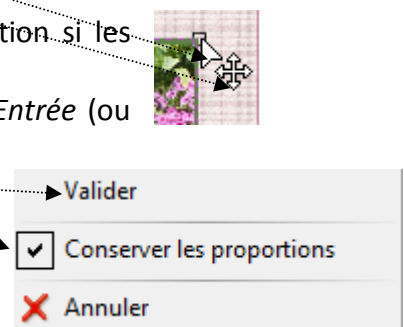 tion si les
Entrée (ou
Valider
Conserver les proportions
Annuler